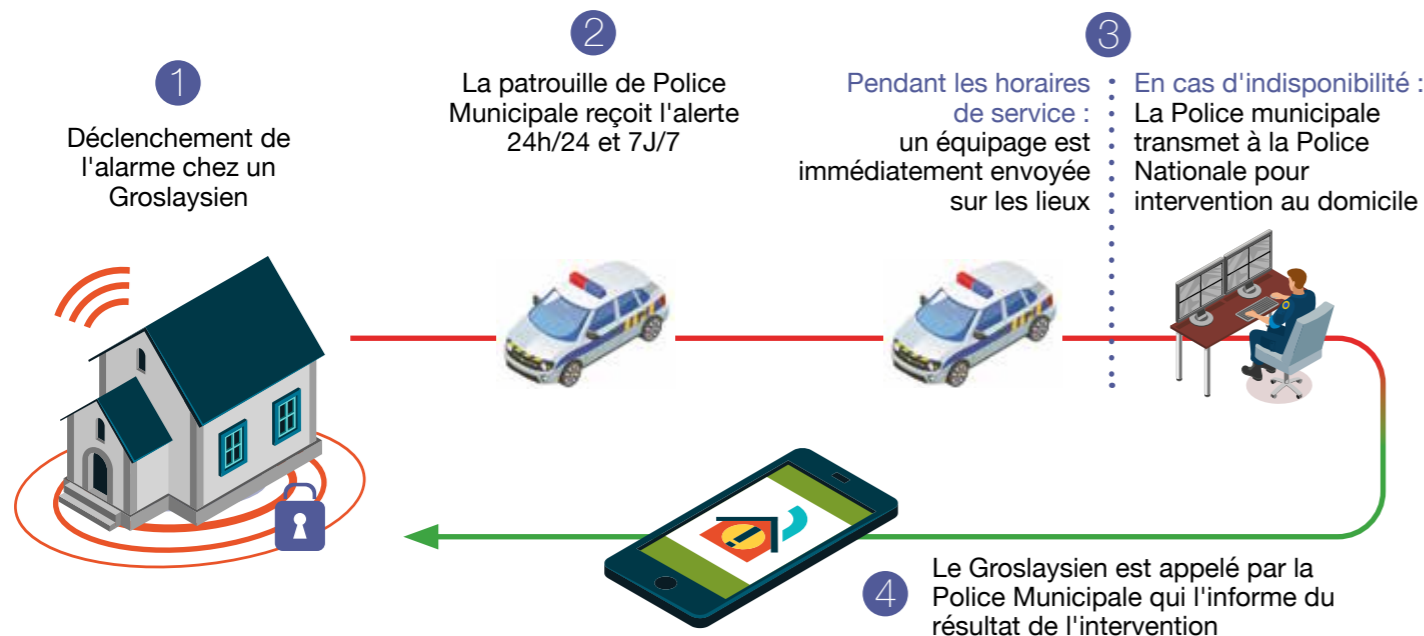 1
Déclenchement de
l'alarme chez un
Groslaysien
2
La patrouille de Police
Municipale reçoit l'alerte
24h/24 et 7J/7
3
Pendant les horaires
de service :
un équipage est
immédiatement envoyée
sur les lieux
En cas d'indisponibilité :
La Police municipale
transmet à la Police
Nationale pour
intervention au domicile
4
Le Groslaysien est appelé par la
Police Municipale qui l'informe du
résultat de l'intervention